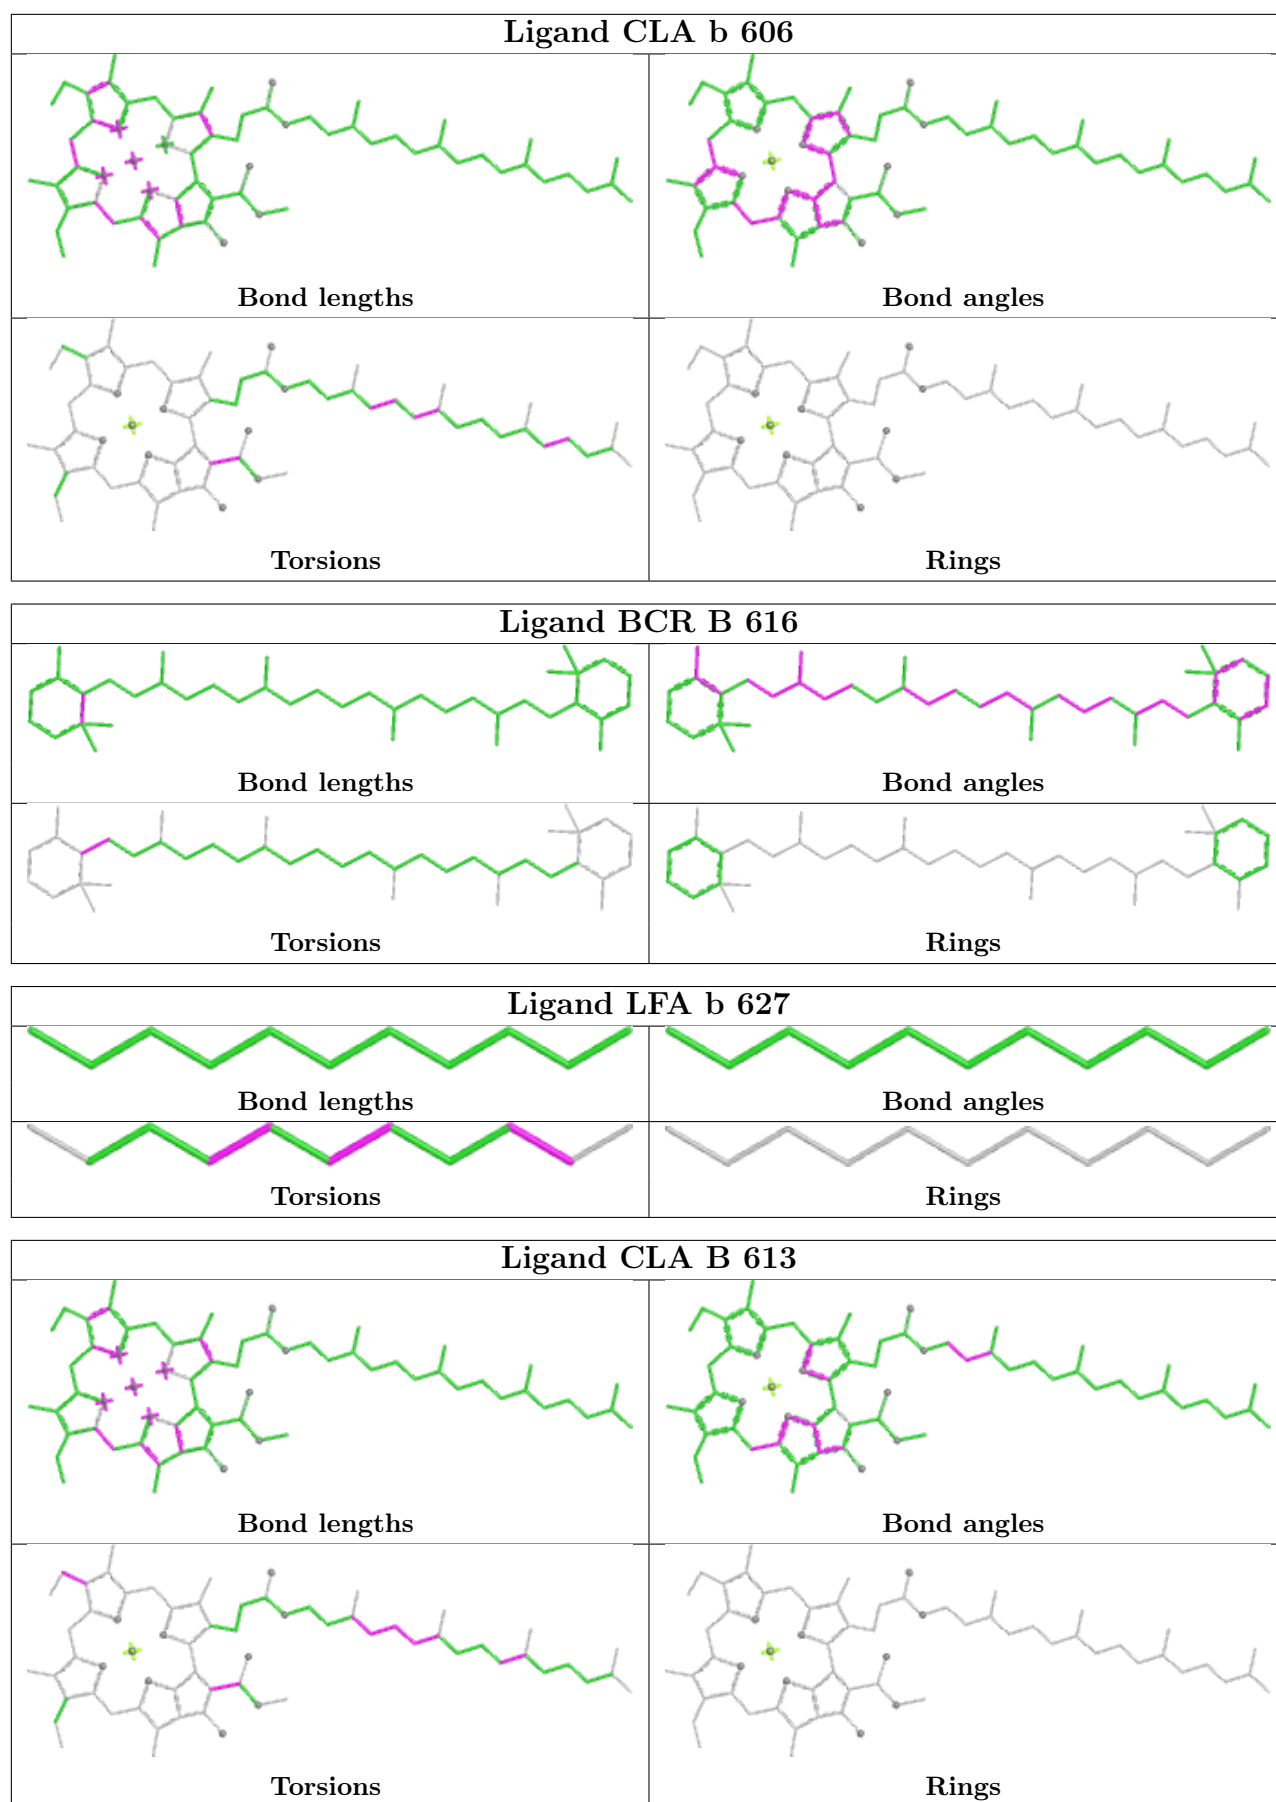 Ligand CLA b 606
Bond lengths
Bond angles
Torsions
Rings
Ligand BCR B 616
Bond lengths
Bond angles
Torsions
Rings
Ligand LFA b 627
Bond lengths
Bond angles
Torsions
Rings
Ligand CLA B 613
Bond lengths
Bond angles
Torsions
Rings